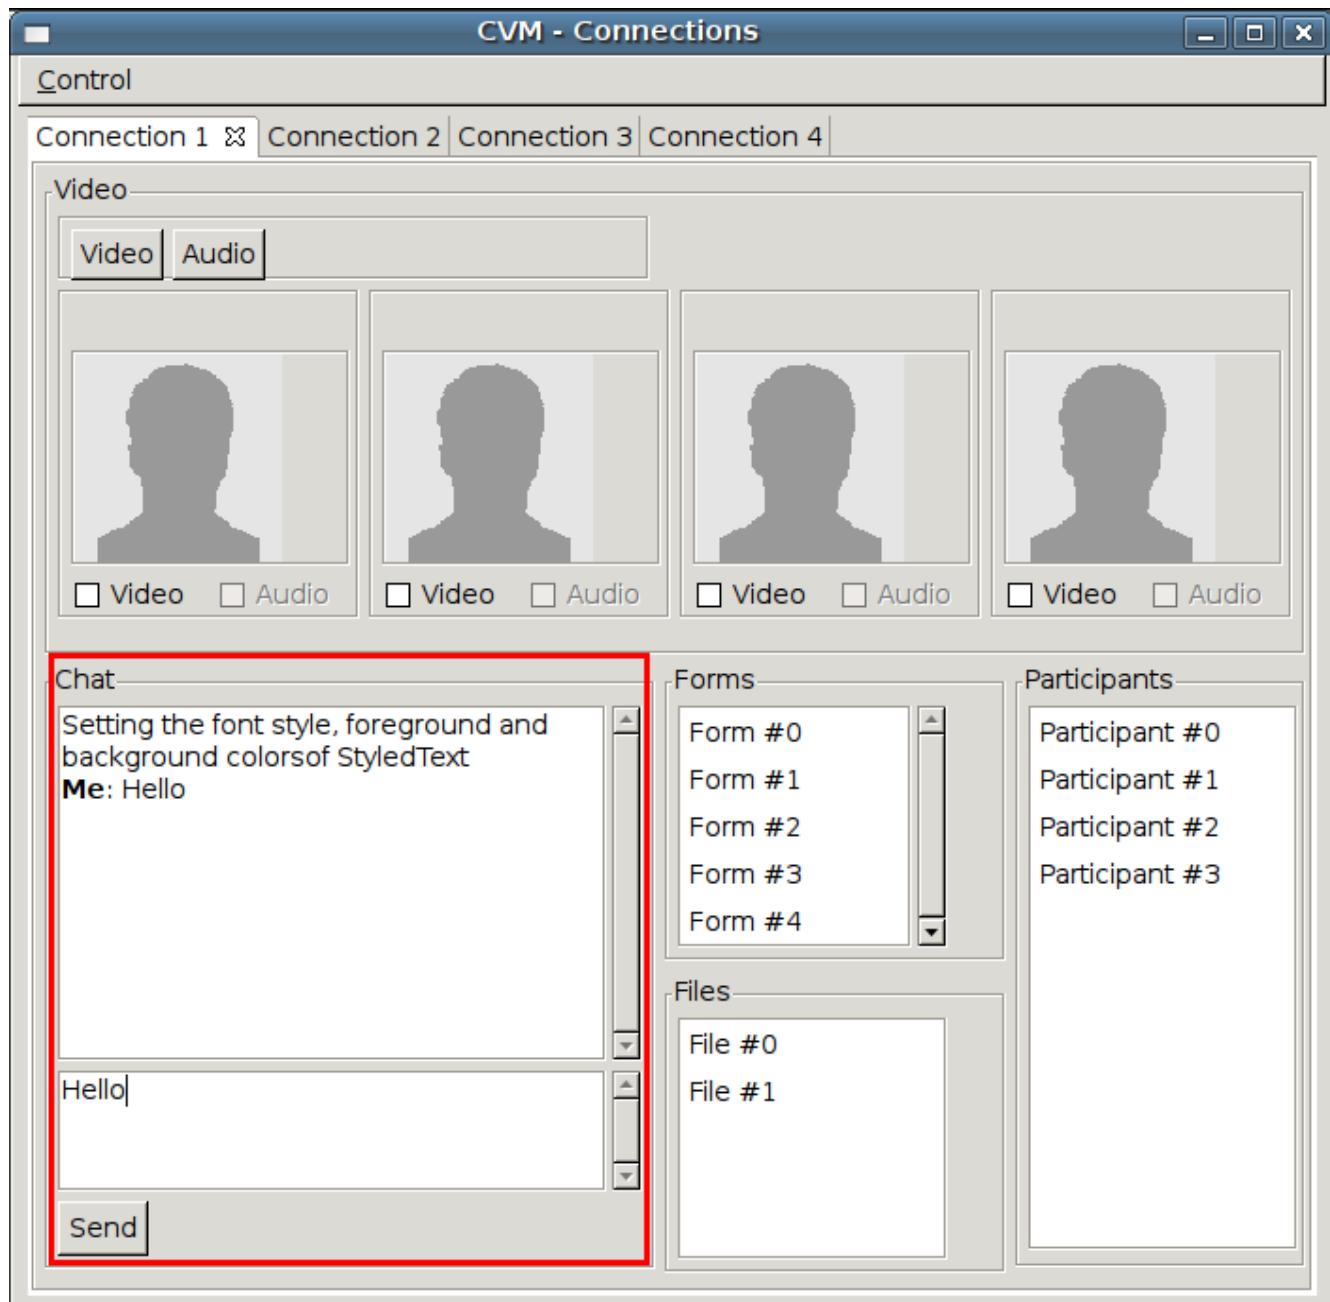 CVM - Connections
Control
Connection 1 Connection 2 Connection 3 Connection 4
Video
Video Audio
Video Audio Video Audio Video Audio Video Audio
Chat
Setting the font style, foreground and
background colorsof StyledText
Me: Hello
Hello
Send
Forms
Form #0
Form #1
Form #2
Form #3
Form #4
Files
File #0
File #1
Participants
Participant #0
Participant #1
Participant #2
Participant #3